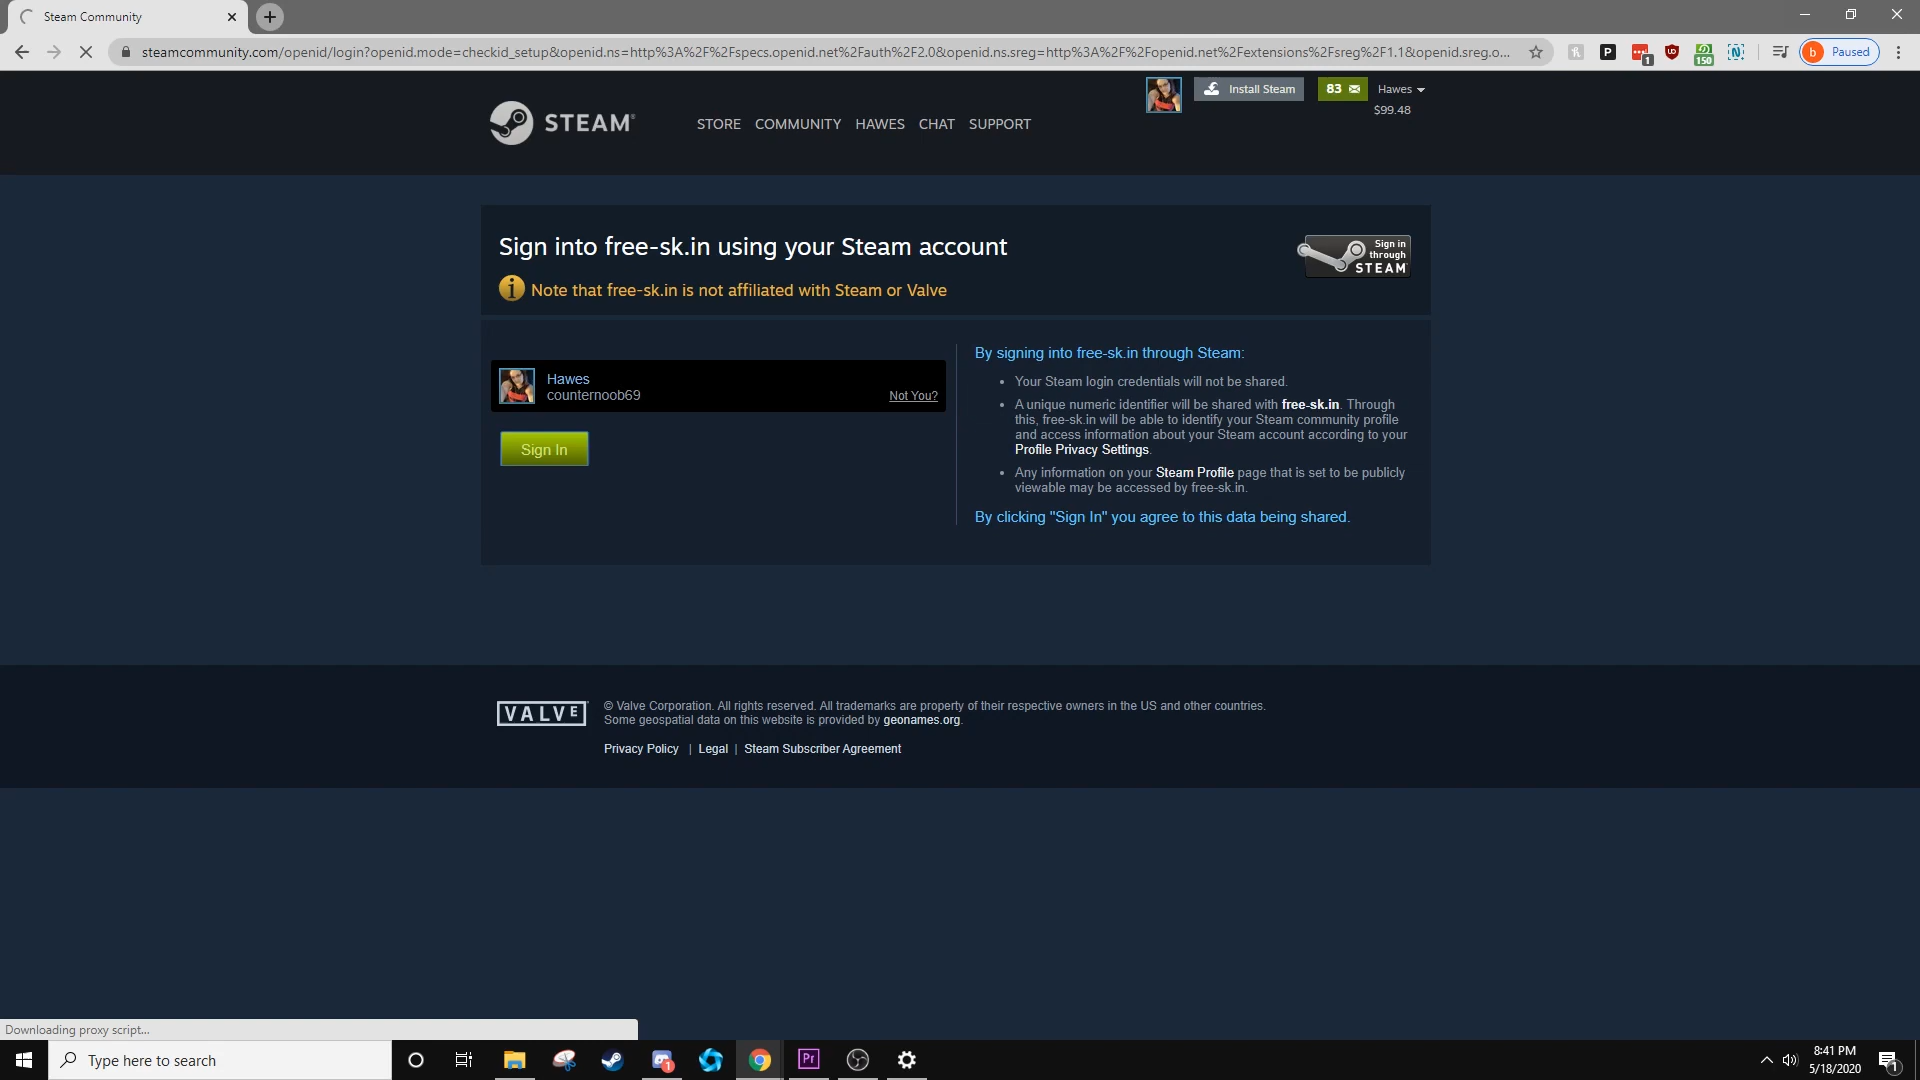 Steam Community
steamcommunity.com/openid/login?openid.mode=checkid_setup&openid.ns=http%3A%2F%2Fspecs.openid.net%2Fauth%2F2.0&openid.ns.sreg=http%3A%2F%2Fopenid.net%2Fextensions%2Fsreg%2F1.1&openid.sreg.o...
P
1
150
N
b Paused
Install Steam
83
Hawes
$99.48
STEAM®
STORE COMMUNITY HAWES CHAT SUPPORT
Sign into free-sk.in using your Steam account
Note that free-sk.in is not affiliated with Steam or Valve
Sign in
through
STEAM
Hawes
counternoob69
Not You?
Sign In
By signing into free-sk.in through Steam:
• Your Steam login credentials will not be shared.
• A unique numeric identifier will be shared with free-sk.in. Through
this, free-sk.in will be able to identify your Steam community profile
and access information about your Steam account according to your
Profile Privacy Settings.
• Any information on your Steam Profile page that is set to be publicly
viewable may be accessed by free-sk.in.
By clicking "Sign In" you agree to this data being shared.
VALVE
© Valve Corporation. All rights reserved. All trademarks are property of their respective owners in the US and other countries.
Some geospatial data on this website is provided by geonames.org.
Privacy Policy | Legal | Steam Subscriber Agreement
Downloading proxy script...
Type here to search
1
Pr
8:41 PM
5/18/2020
1